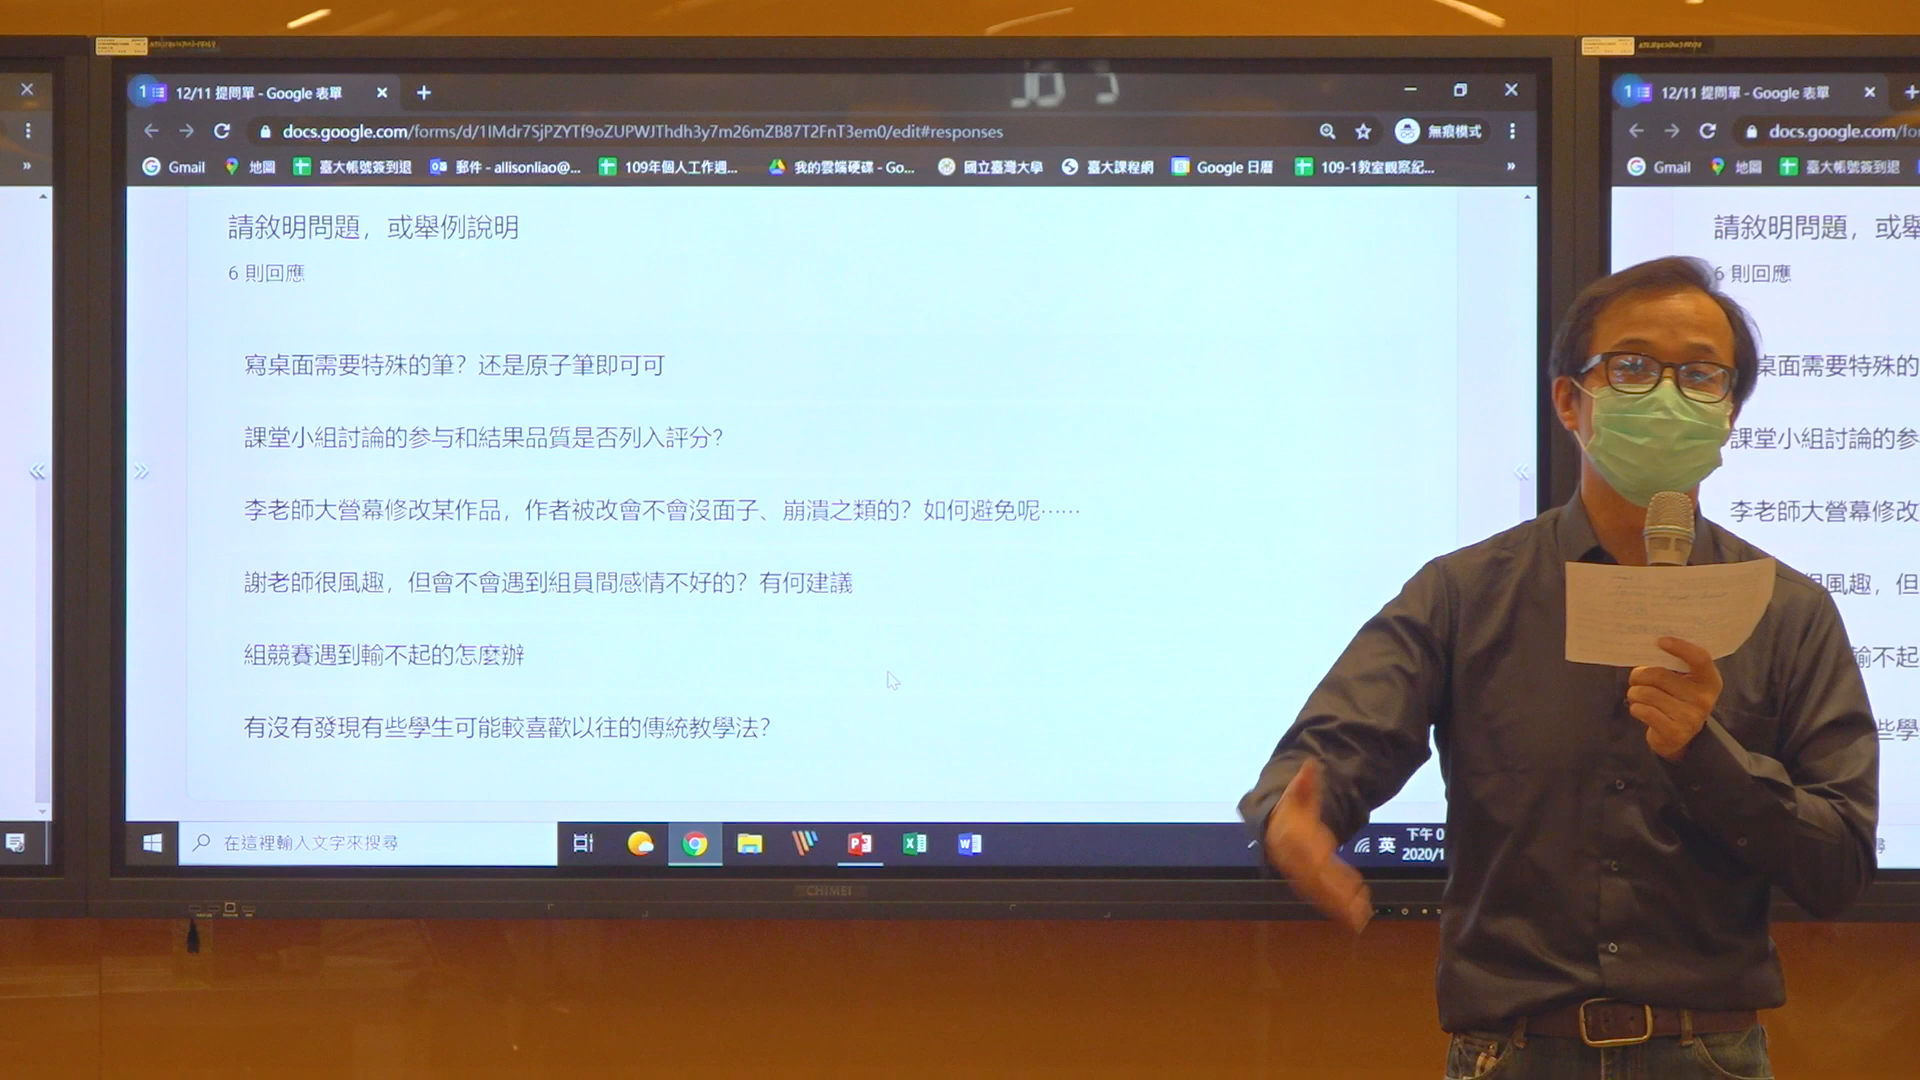 12/11 提問單 - Google 表單
docs.google.com/forms/d/1IMdr7SjPZYTf9oZUPWJThdh3y7m26mZB87T2FnT3em0/edit#responses
無痕模式
Gmail 地圖 臺大帳號簽到退 郵件 - allisonliao@... 109年個人工作週... 我的雲端硬碟 - Go... 國立臺灣大學 臺大課程網 Google 日曆 109-1教室觀察紀...
請敘明問題，或舉例說明
6 則回應
寫桌面需要特殊的筆？还是原子筆即可可
課堂小組討論的参与和結果品質是否列入評分？
李老師大營幕修改某作品，作者被改會不會沒面子、崩潰之類的？如何避免呢……
謝老師很風趣，但會不會遇到組員間感情不好的？有何建議
組競賽遇到輸不起的怎麼辦
有沒有發現有些學生可能較喜歡以往的傳統教學法？
在這裡輸入文字來搜尋
英
下午 0
2020/1
CHIMEI
12/11 提問單 - Google 表單
docs.google.com/fo
Gmail 地圖 臺大帳號簽到退
請敘明問題，或舉
6 則回應
桌面需要特殊的
課堂小組討論的参
李老師大營幕修改
風趣，但
輸不起
些學